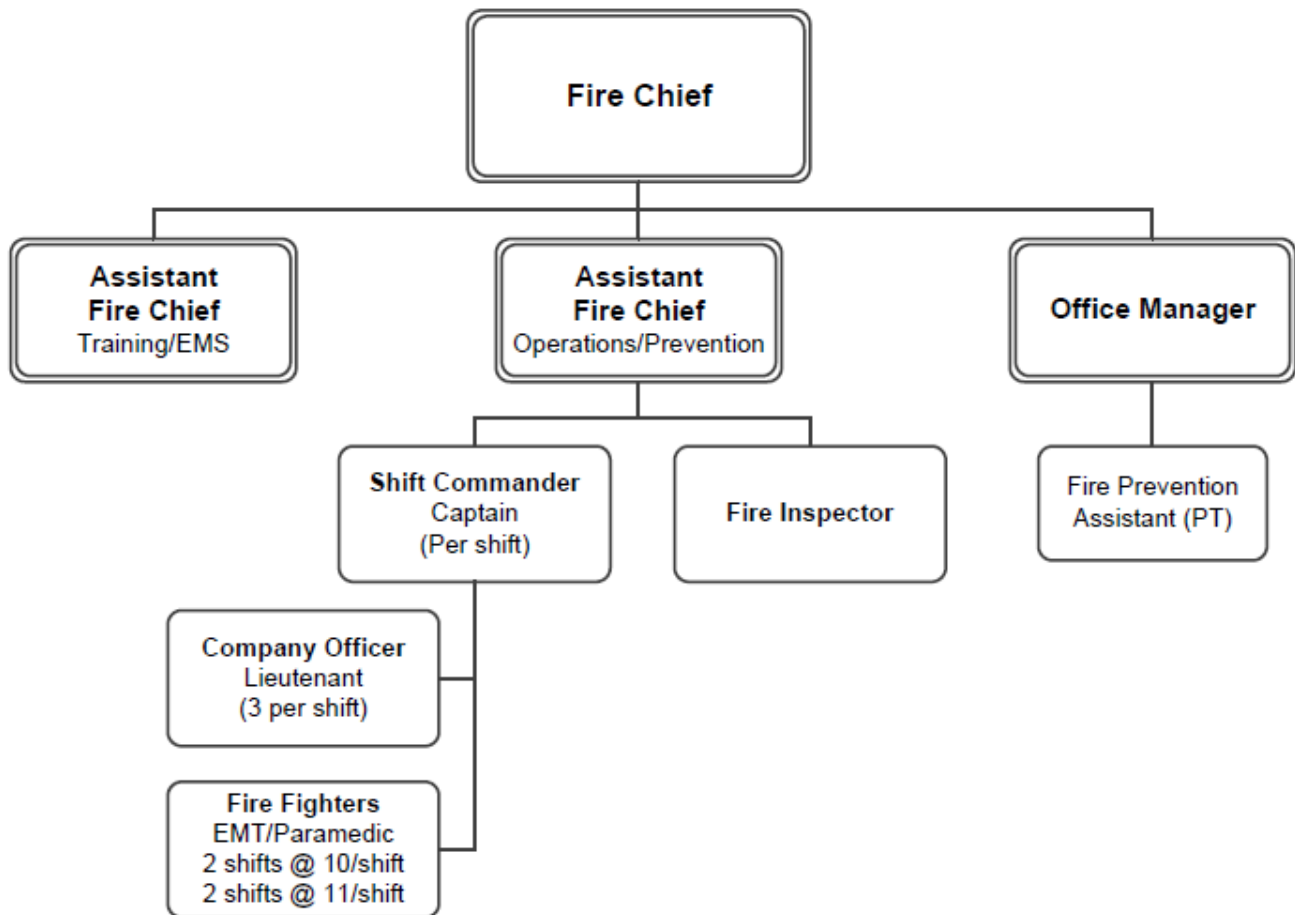 Fire Chief
Assistant
Fire Chief
Training/EMS
Assistant
Fire Chief
Operations/Prevention
Office Manager
Shift Commander
Captain
(Per shift)
Fire Inspector
Fire Prevention
Assistant (PT)
Company Officer
Lieutenant
(3 per shift)
Fire Fighters
EMT/Paramedic
2 shifts @ 10/shift
2 shifts @ 11/shift